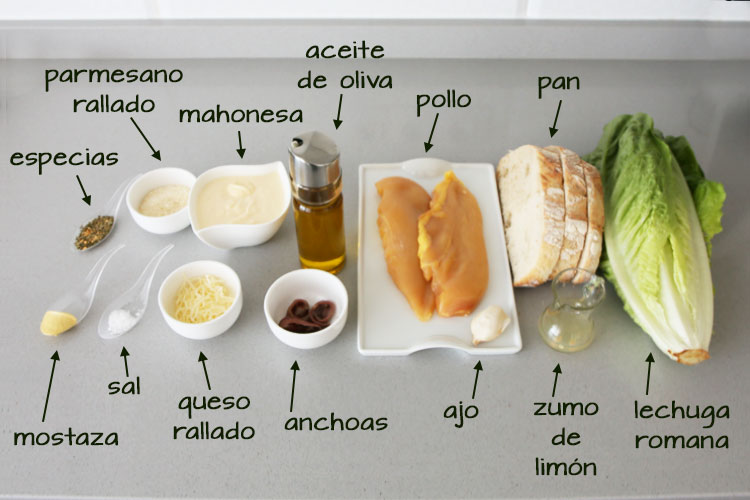 aceite
de oliva
parmesano
rallado
mahonesa
pollo
pan
especias
mostaza
sal
queso
rallado
anchoas
ajo
zumo
de
limón
lechuga
romana